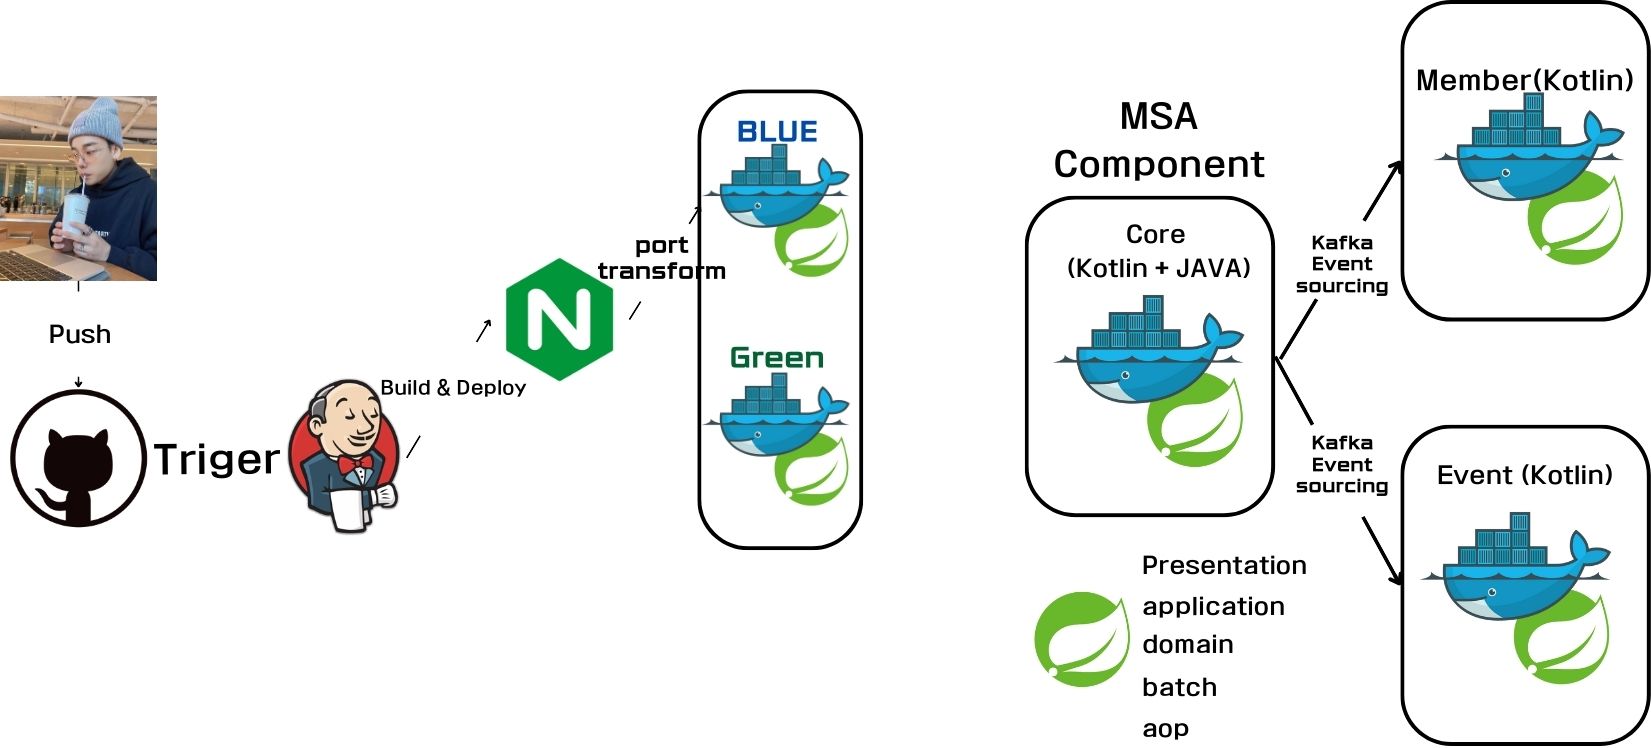 Push
Triger
Build & Deploy
N
port
transform
BLUE
Green
MSA
Component
Core
(Kotlin + JAVA)
Kafka
Event
sourcing
Kafka
Event
sourcing
Member(Kotlin)
Event (Kotlin)
Presentation
application
domain
batch
aop